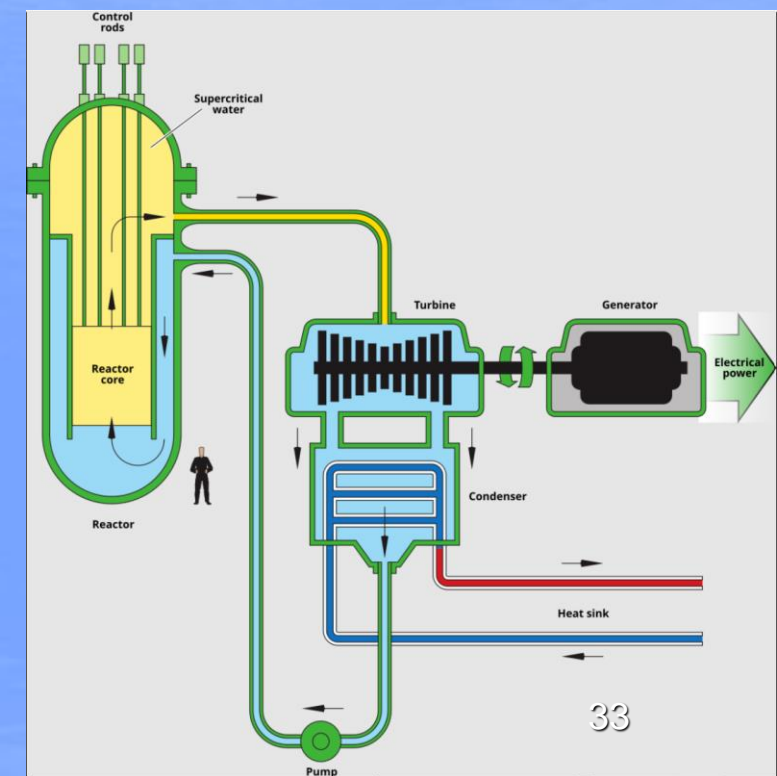 Control
rods
Supercritical
water
Turbine
Generator
Electrical
power
Reactor
core
Condenser
Reactor
Heat sink
33
Pump